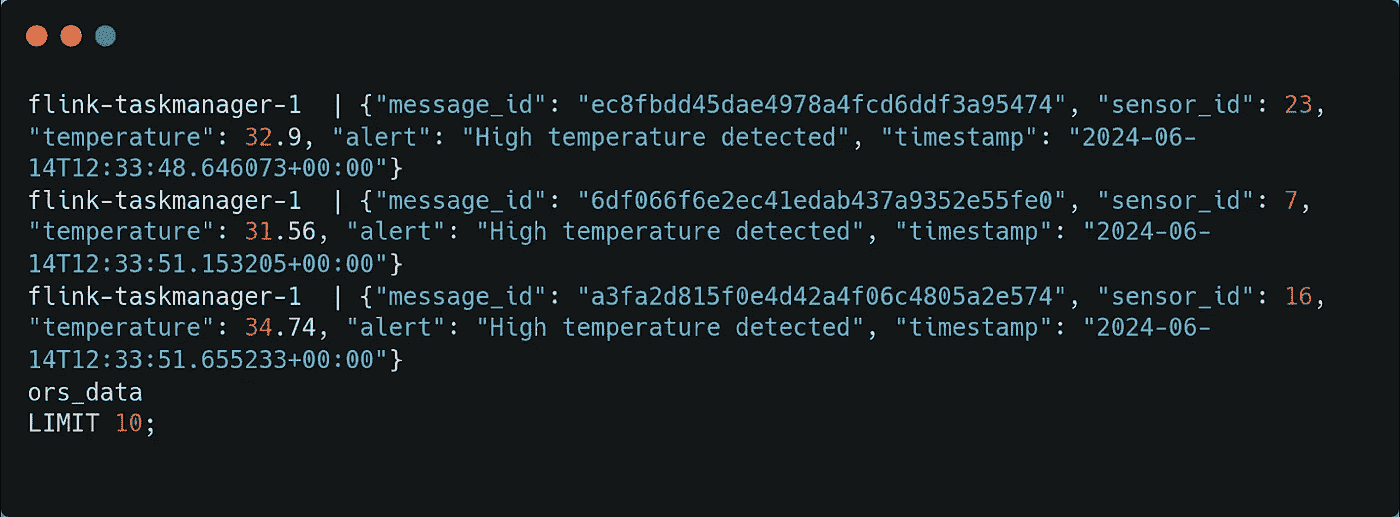 flink-taskmanager-1  | {"message_id": "ec8fbdd45dae4978a4fcd6ddf3a95474", "sensor_id": 23,
"temperature": 32.9, "alert": "High temperature detected", "timestamp": "2024-06-
14T12:33:48.646073+00:00"}
flink-taskmanager-1  | {"message_id": "6df066f6e2ec41edab437a9352e55fe0", "sensor_id": 7,
"temperature": 31.56, "alert": "High temperature detected", "timestamp": "2024-06-
14T12:33:51.153205+00:00"}
flink-taskmanager-1  | {"message_id": "a3fa2d815f0e4d42a4f06c4805a2e574", "sensor_id": 16,
"temperature": 34.74, "alert": "High temperature detected", "timestamp": "2024-06-
14T12:33:51.655233+00:00"}
ors_data
LIMIT 10;